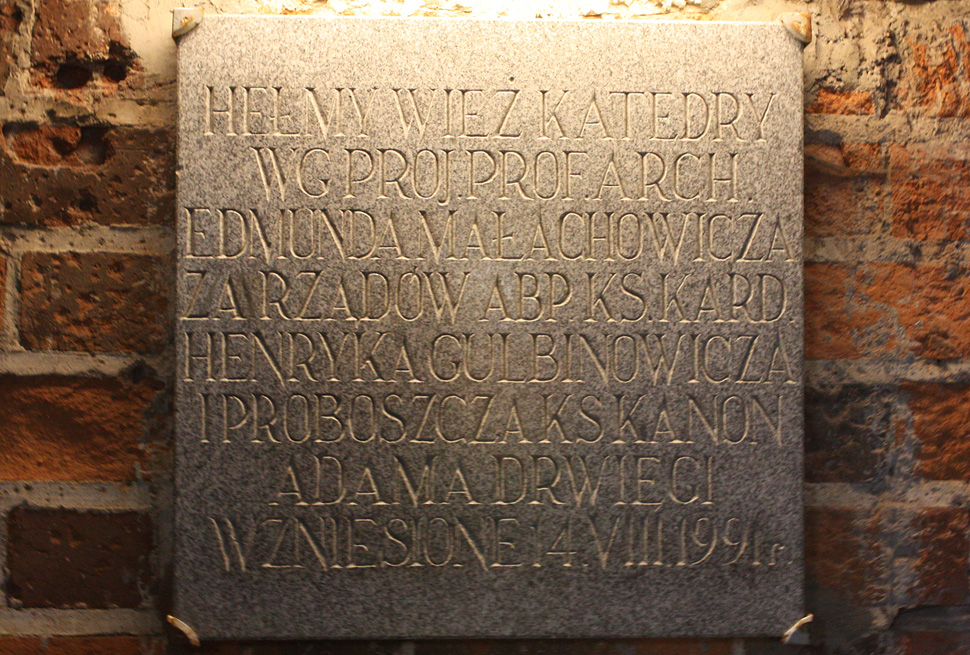 HEŁMY WIEŻ KATEDRY
WG PROJ. PROF. ARCH.
EDMUNDA MAŁACHOWICZA
ZA RZĄDÓW ABP KS. KARD.
HENRYKA GULBINOWICZA
I PROBOSZCZA KS KANON
ADAMA DRWIĘGI
WZNIESIONE 14.VIII 1991 r